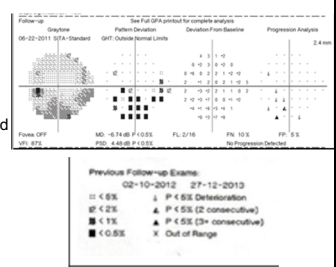 Follow-up See Full GPA printout for complete analysis
Graytone Pattern Deviation Deviation From Baseline Progression Analysis
06-22-2011 SITA-Standard GHT: Outside Normal Limits
2.4 mm
d
Fovea: OFF MD: -6.74 dB P < 0.5% FL: 2/16 FN: 10% FP: 5%
VFI: 87% PSD: 4.48 dB P < 0.5% No Progression Detected
Previous Follow-up Exams:
02-10-2012 27-12-2013
< 5% P < 5% Deterioration
< 2% P < 5% (2 consecutive)
< 1% P < 5% (3+ consecutive)
< 0.5% X Out of Range